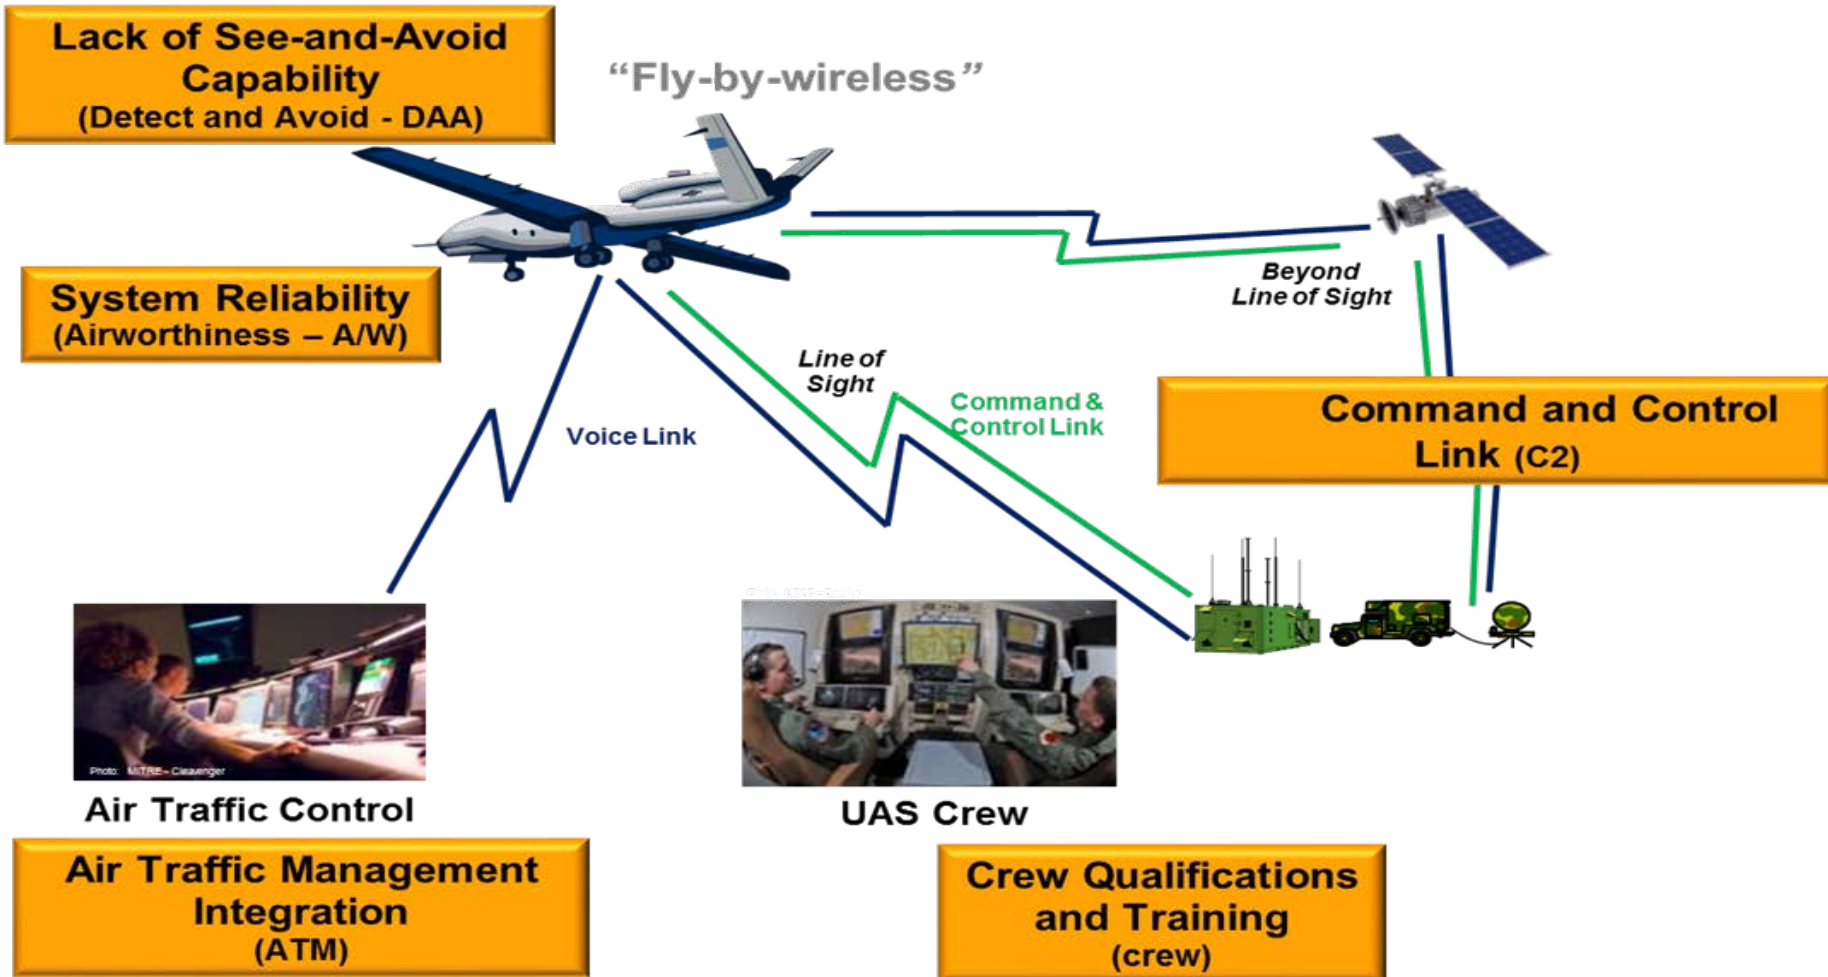 Lack of See-and-Avoid
Capability
(Detect and Avoid - DAA)
“Fly-by-wireless”
System Reliability
(Airworthiness – A/W)
Beyond
Line of Sight
Line of
Sight
Voice Link
Command &
Control Link
Command and Control
Link (C2)
Photo: MITRE – Cleavenger
Air Traffic Control
UAS Crew
Air Traffic Management
Integration
(ATM)
Crew Qualifications
and Training
(crew)